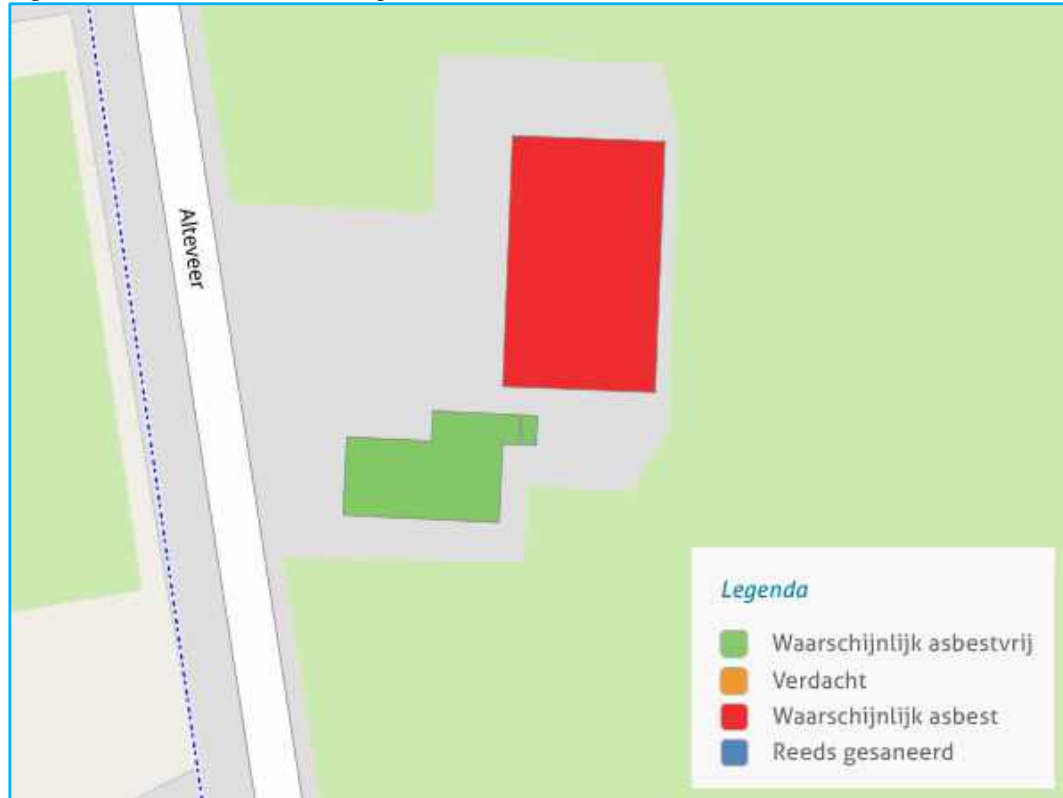 Alteveer
Legenda
Waarschijnlijk asbestvrij
Verdacht
Waarschijnlijk asbest
Reeds gesaneerd